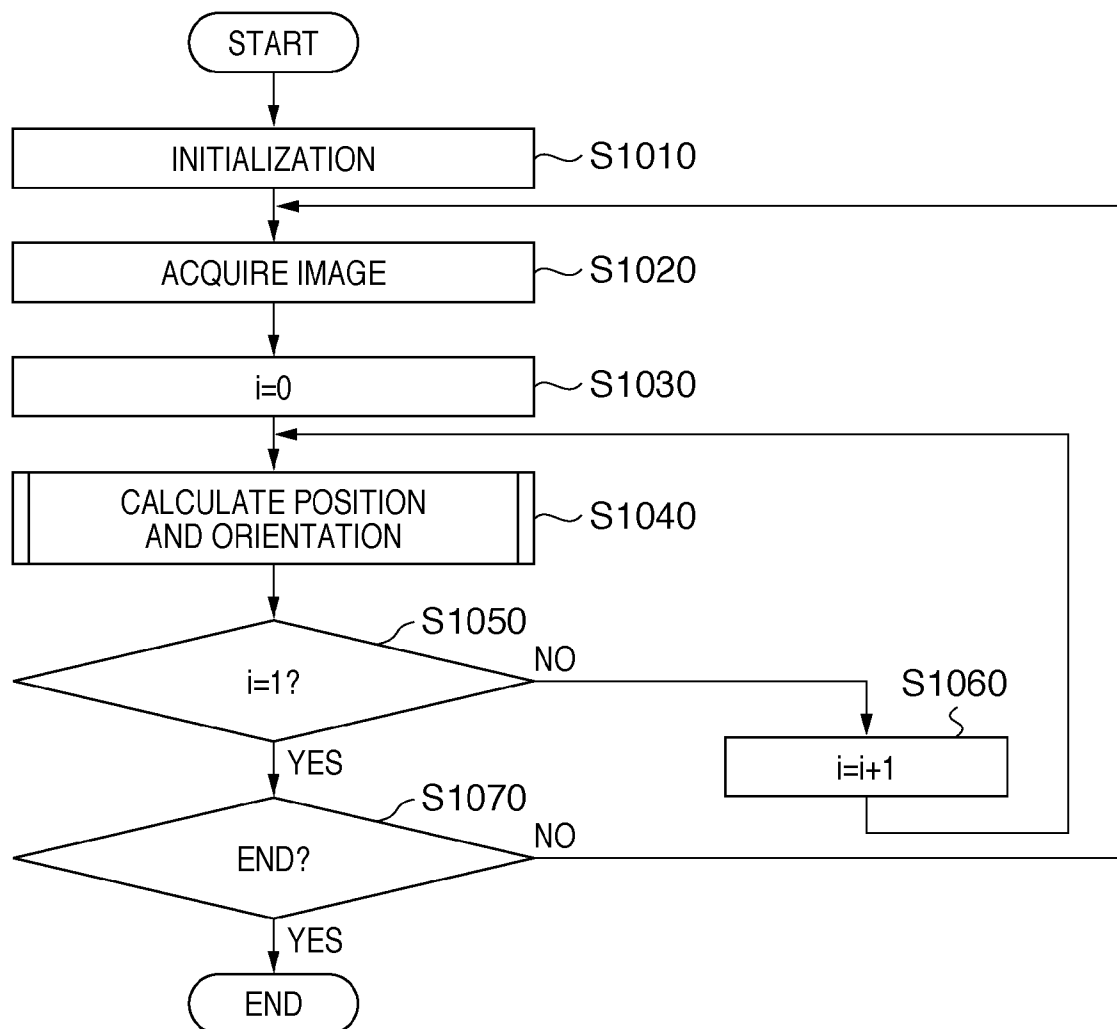 START
INITIALIZATION
S1010
ACQUIRE IMAGE
S1020
i=0
S1030
CALCULATE POSITION
AND ORIENTATION
S1040
S1050
i=1?
NO
S1060
i=i+1
YES
S1070
END?
NO
YES
END